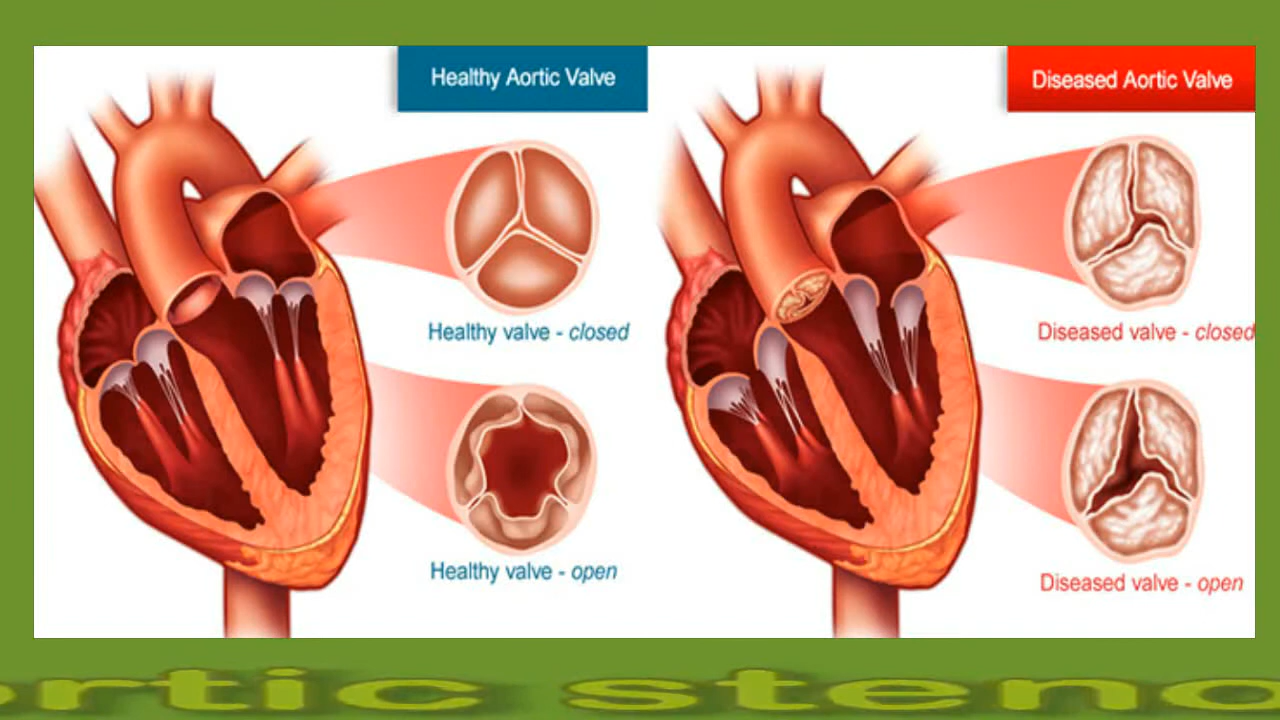 Healthy Aortic Valve
Diseased Aortic Valve
Healthy valve - closed
Diseased valve - closed
Healthy valve - open
Diseased valve - open
ortic steno